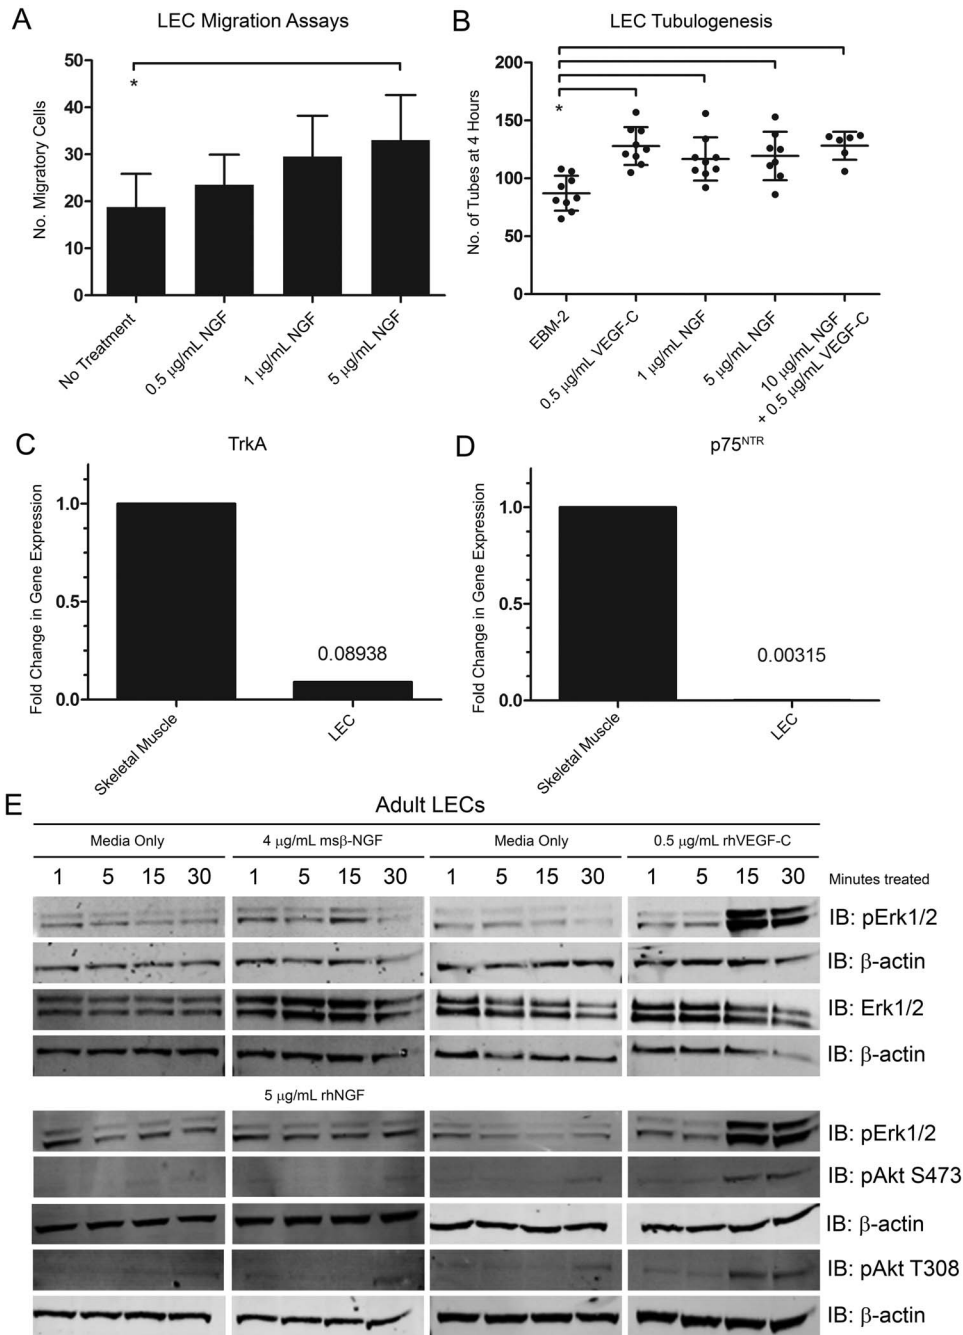 A
LEC Migration Assays
No. Migratory Cells
50
40
30
20
10
0
*
No Treatment
0.5 µg/mL NGF
1 µg/mL NGF
5 µg/mL NGF
B
LEC Tubulogenesis
No. of Tubes at 4 Hours
200
150
100
50
0
*
EBM-2
0.5 µg/mL VEGF-C
1 µg/mL NGF
5 µg/mL NGF
10 µg/mL NGF
+ 0.5 µg/mL VEGF-C
C
TrkA
Fold Change in Gene Expression
1.0
0.5
0.0
0.08938
Skeletal Muscle
LEC
D
p75NTR
Fold Change in Gene Expression
1.0
0.5
0.0
0.00315
Skeletal Muscle
LEC
E
Adult LECs
Media Only 4 µg/mL msβ-NGF Media Only 0.5 µg/mL rhVEGF-C
1 5 15 30 1 5 15 30 1 5 15 30 1 5 15 30 Minutes treated
IB: pErk1/2
IB: β-actin
IB: Erk1/2
IB: β-actin
5 µg/mL rhNGF
IB: pErk1/2
IB: pAkt S473
IB: β-actin
IB: pAkt T308
IB: β-actin